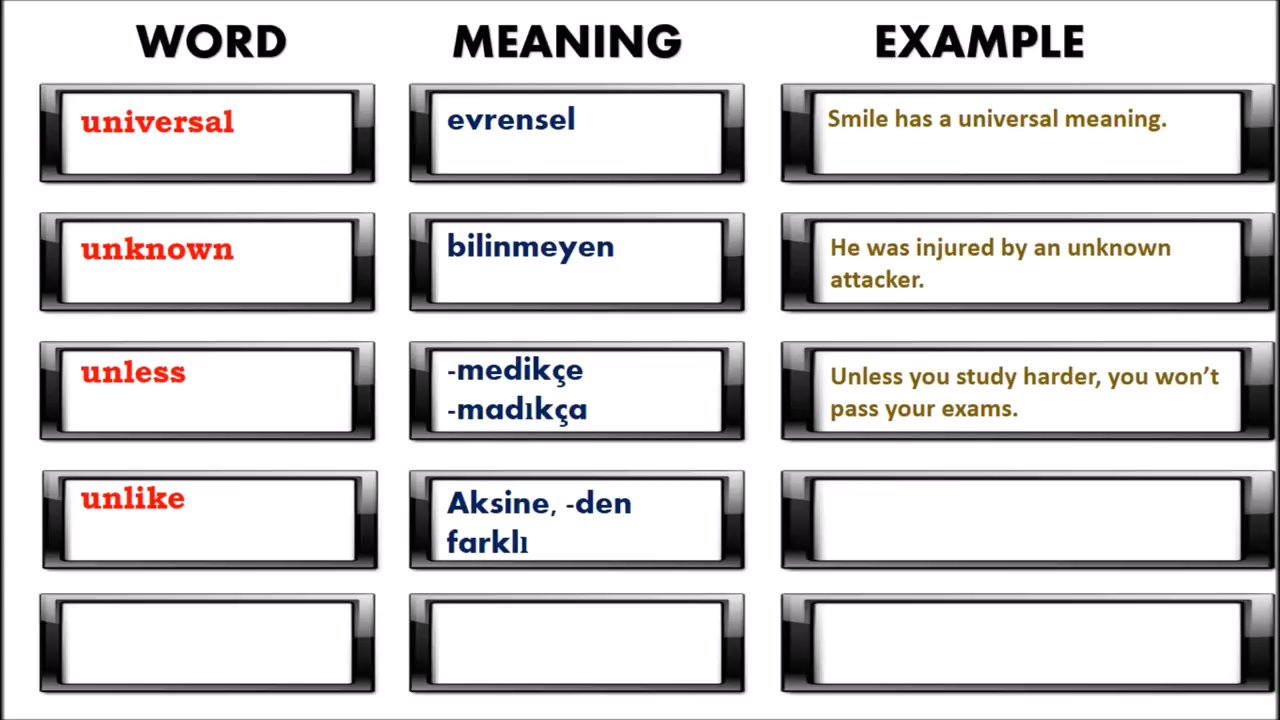 WORD MEANING EXAMPLE
universal
evrensel
Smile has a universal meaning.
unknown
bilinmeyen
He was injured by an unknown
attacker.
unless
-medikçe
-madıkça
Unless you study harder, you won’t
pass your exams.
unlike
Aksine, -den
farklı